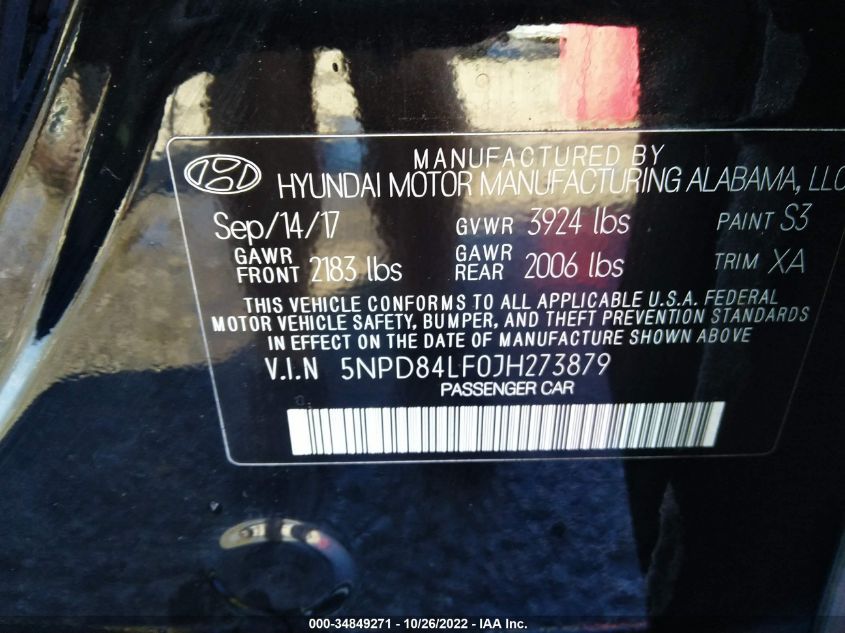 MANUFACTURED BY
HYUNDAI MOTOR MANUFACTURING ALABAMA, LLC
Sep/14/17 GVWR 3924 lbs PAINT S3
GAWR FRONT 2183 lbs GAWR REAR 2006 lbs TRIM XA
THIS VEHICLE CONFORMS TO ALL APPLICABLE U.S.A. FEDERAL
MOTOR VEHICLE SAFETY, BUMPER, AND THEFT PREVENTION STANDARDS
IN EFFECT ON THE DATE OF MANUFACTURE SHOWN ABOVE
V.I.N 5NPD84LF0JH273879
PASSENGER CAR
000-34849271 - 10/26/2022 - IAA Inc.